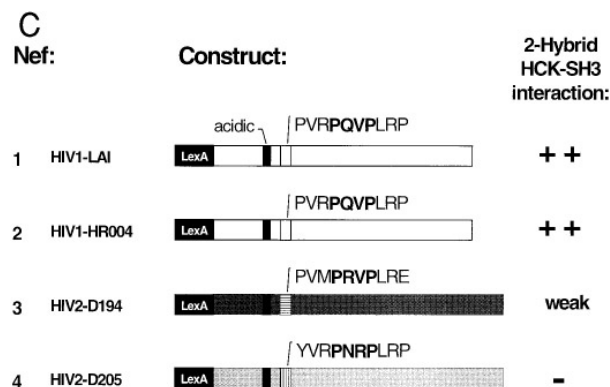 C
Nef: Construct: 2-Hybrid
HCK-SH3
interaction:
acidic PVRPQVPLRP
1 HIV1-LAI LexA ++
PVRPQVPLRP
2 HIV1-HR004 LexA ++
PVMPRVPLRE
3 HIV2-D194 LexA weak
YVRPNRPLRP
4 HIV2-D205 LexA -